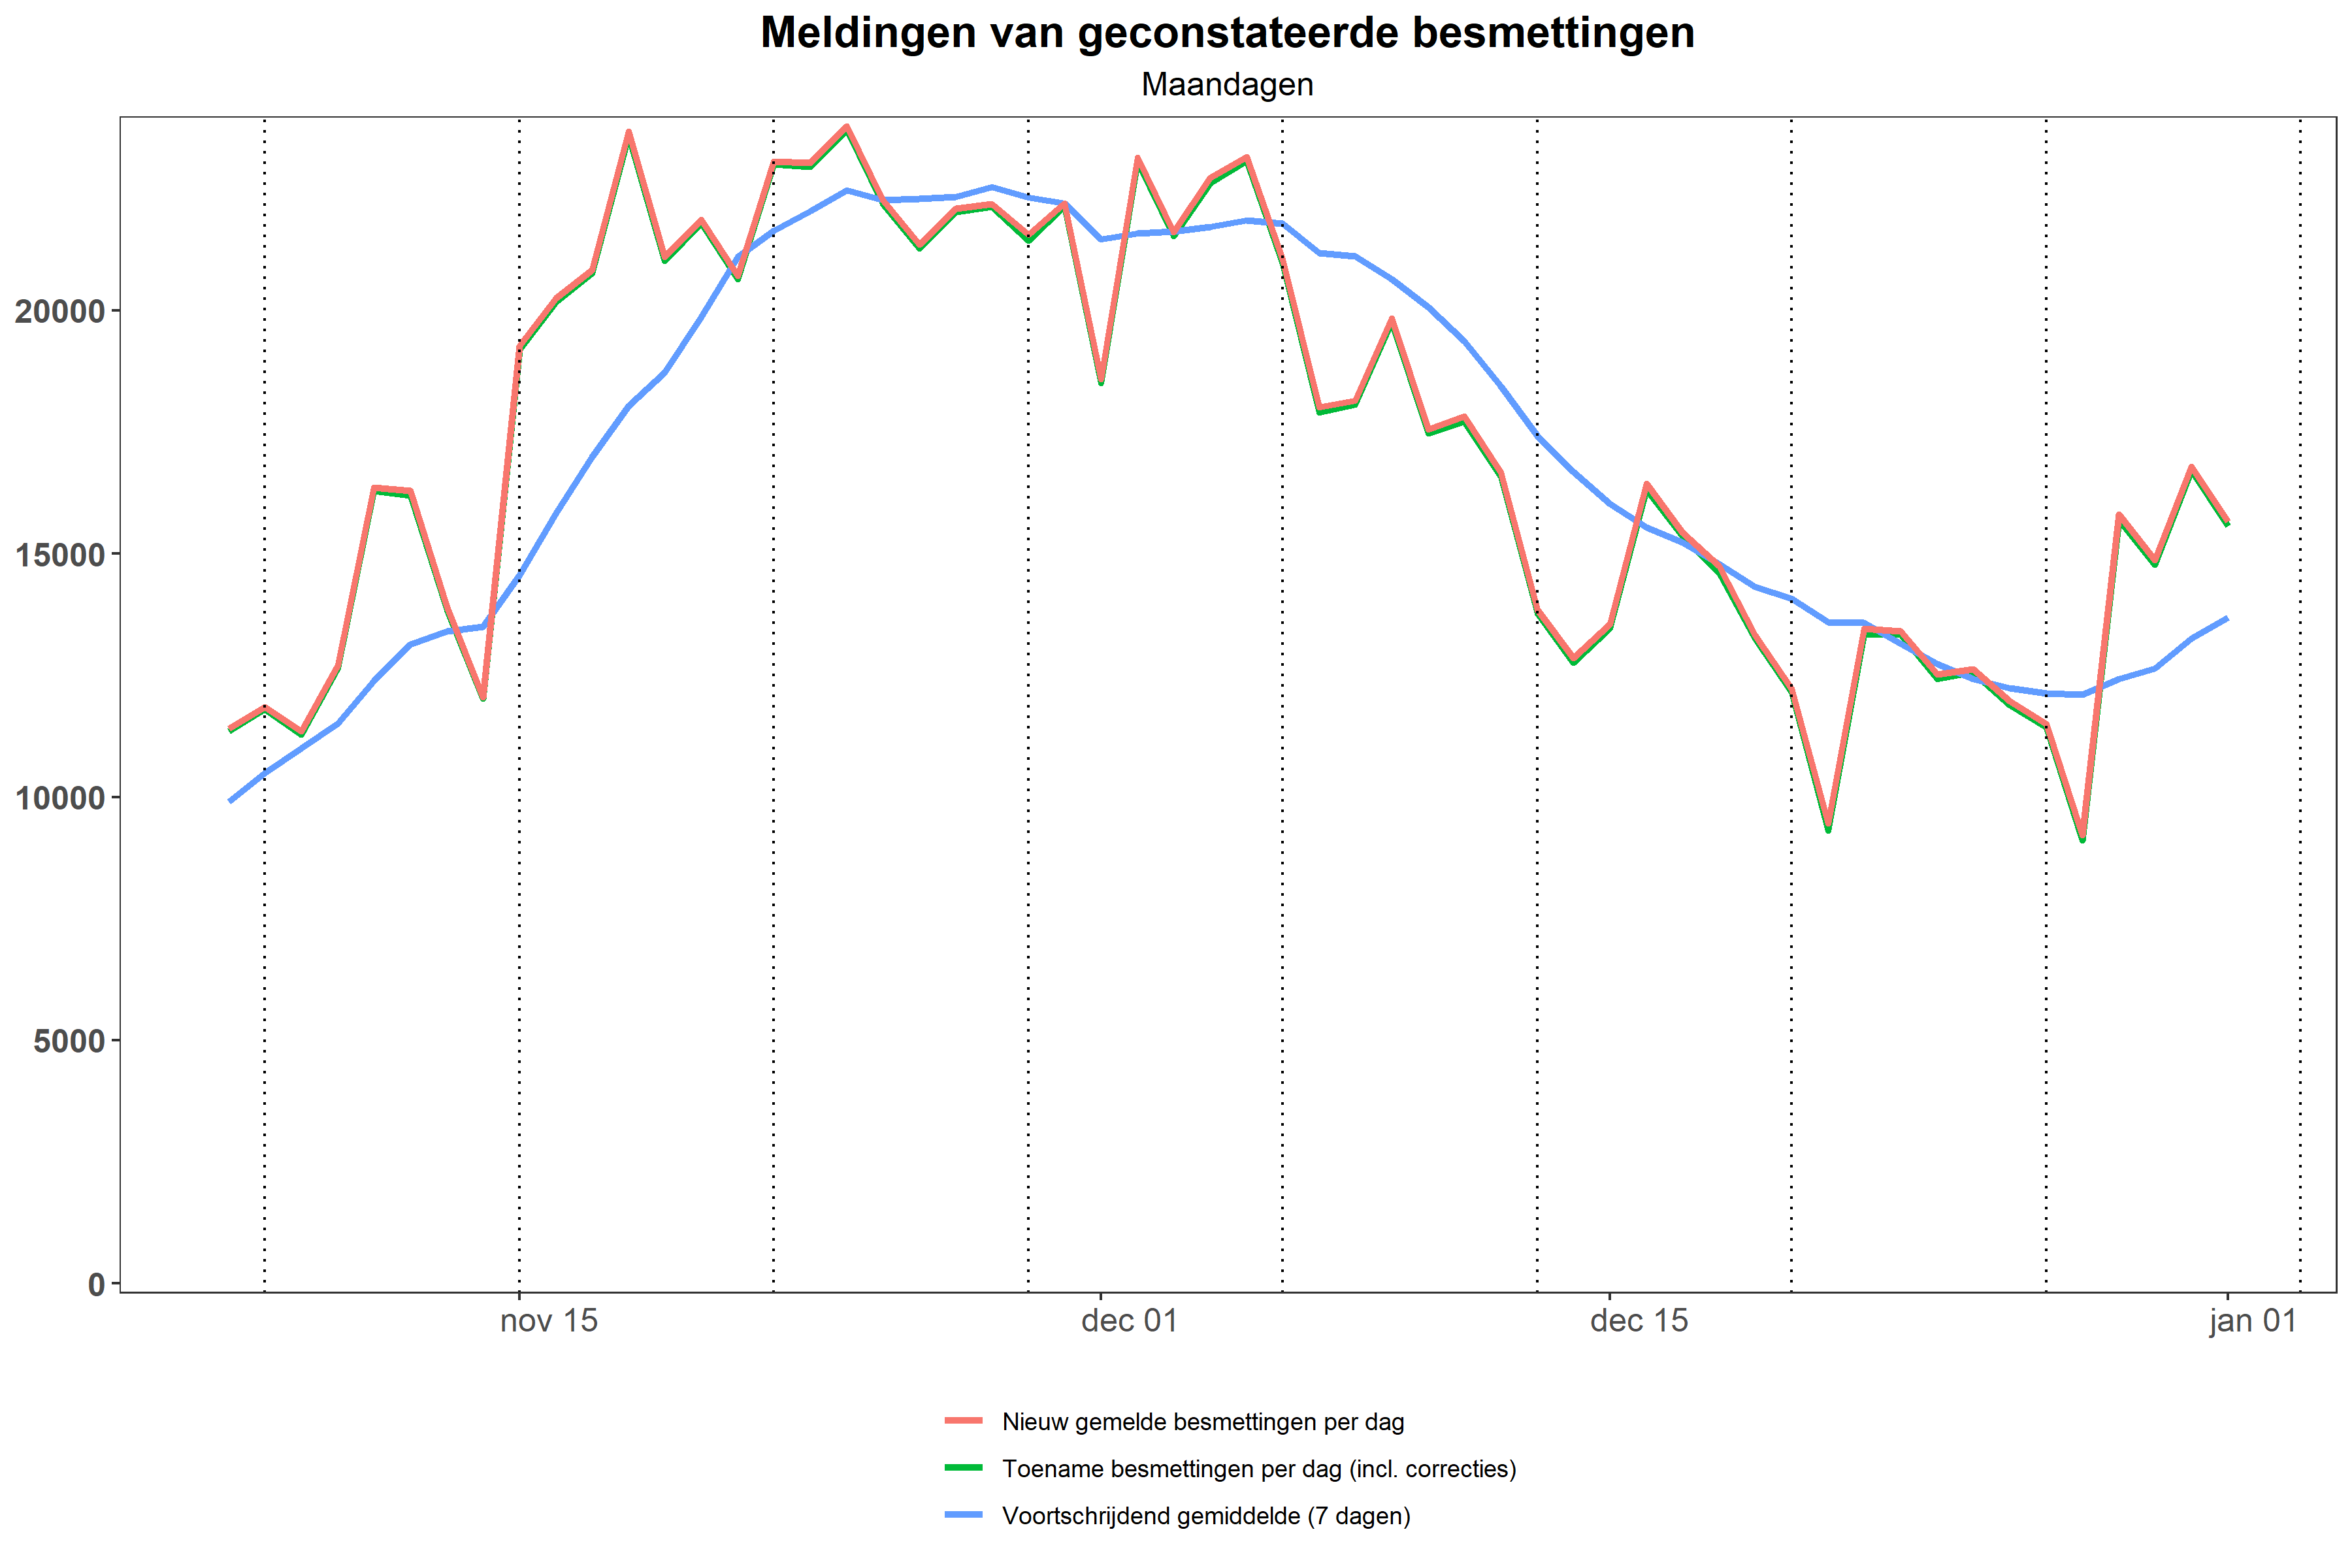 Meldingen van geconstateerde besmettingen
Maandagen
20000
15000
10000
5000
0
nov 15
dec 01
dec 15
jan 01
Nieuw gemelde besmettingen per dag
Toename besmettingen per dag (incl. correcties)
Voortschrijdend gemiddelde (7 dagen)